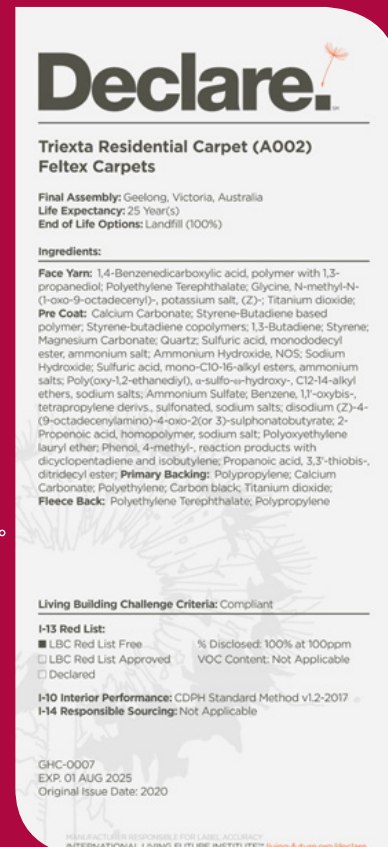 Declare.
SM
Triexta Residential Carpet (A002)
Feltex Carpets
Final Assembly: Geelong, Victoria, Australia
Life Expectancy: 25 Year(s)
End of Life Options: Landfill (100%)
Ingredients:
Face Yarn: 1,4-Benzenedicarboxylic acid, polymer with 1,3-
propanediol; Polyethylene Terephthalate; Glycine, N-methyl-N-
(1-oxo-9-octadecenyl)-, potassium salt, (Z)-; Titanium dioxide;
Pre Coat: Calcium Carbonate; Styrene-Butadiene based
polymer; Styrene-butadiene copolymers; 1,3-Butadiene; Styrene;
Magnesium Carbonate; Quartz; Sulfuric acid, monododecyl
ester, ammonium salt; Ammonium Hydroxide, NOS; Sodium
Hydroxide; Sulfuric acid, mono-C10-16-alkyl esters, ammonium
salts; Poly(oxy-1,2-ethanediyl), α-sulfo-ω-hydroxy-, C12-14-alkyl
ethers, sodium salts; Ammonium Sulfate; Benzene, 1,1'-oxybis-,
tetrapropylene derivs., sulfonated, sodium salts; disodium (Z)-4-
(9-octadecenylamino)-4-oxo-2(or 3)-sulphonatobutyrate; 2-
Propenoic acid, homopolymer, sodium salt; Polyoxyethylene
lauryl ether; Phenol, 4-methyl-, reaction products with
dicyclopentadiene and isobutylene; Propanoic acid, 3,3'-thiobis-,
ditridecyl ester; Primary Backing: Polypropylene; Calcium
Carbonate; Polyethylene; Carbon black; Titanium dioxide;
Fleece Back: Polyethylene Terephthalate; Polypropylene
Living Building Challenge Criteria: Compliant
I-13 Red List:
■ LBC Red List Free % Disclosed: 100% at 100ppm
□ LBC Red List Approved VOC Content: Not Applicable
□ Declared
I-10 Interior Performance: CDPH Standard Method v1.2-2017
I-14 Responsible Sourcing: Not Applicable
GHC-0007
EXP. 01 AUG 2025
Original Issue Date: 2020
MANUFACTURER RESPONSIBLE FOR LABEL ACCURACY
INTERNATIONAL LIVING FUTURE INSTITUTE™ living-future.org/declare